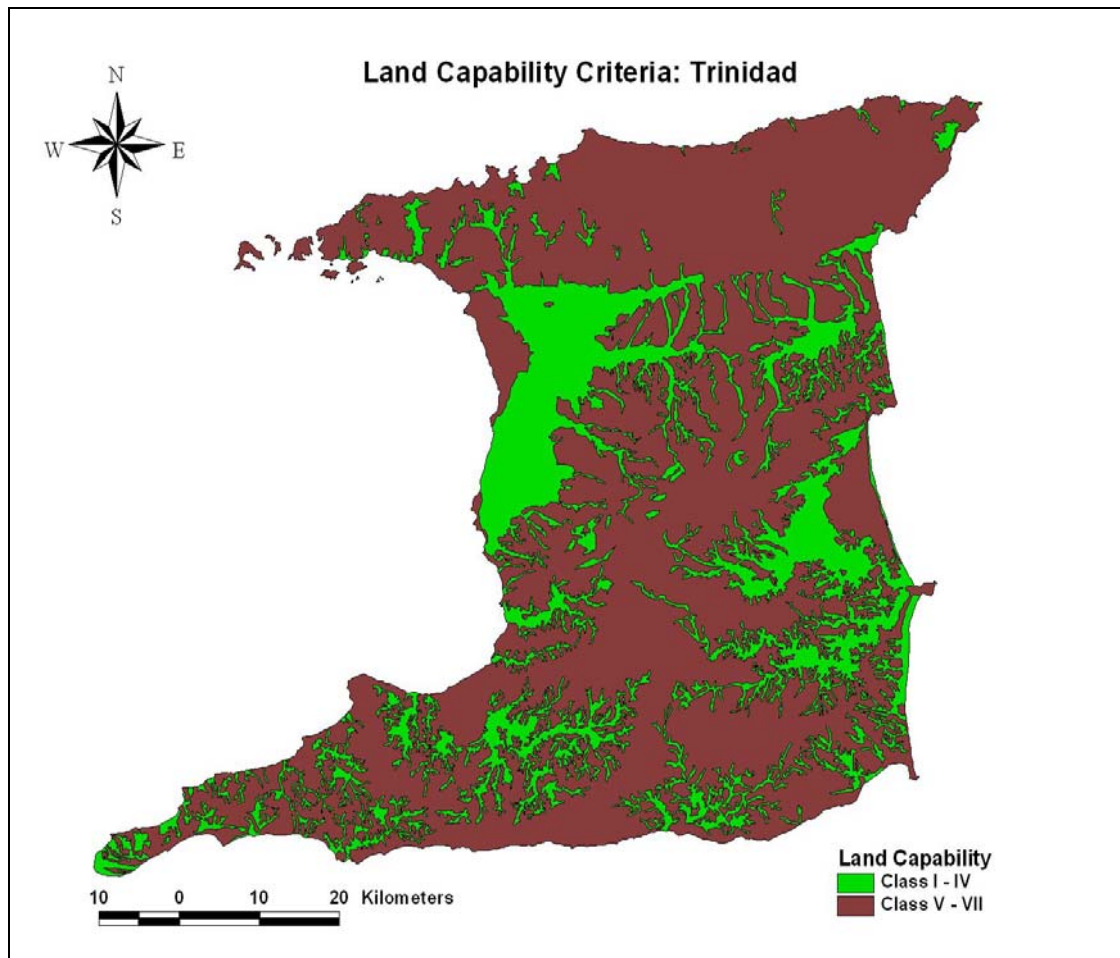 Land Capability Criteria: Trinidad
N
W E
S
Land Capability
Class I - IV
Class V - VII
10 0 10 20 Kilometers